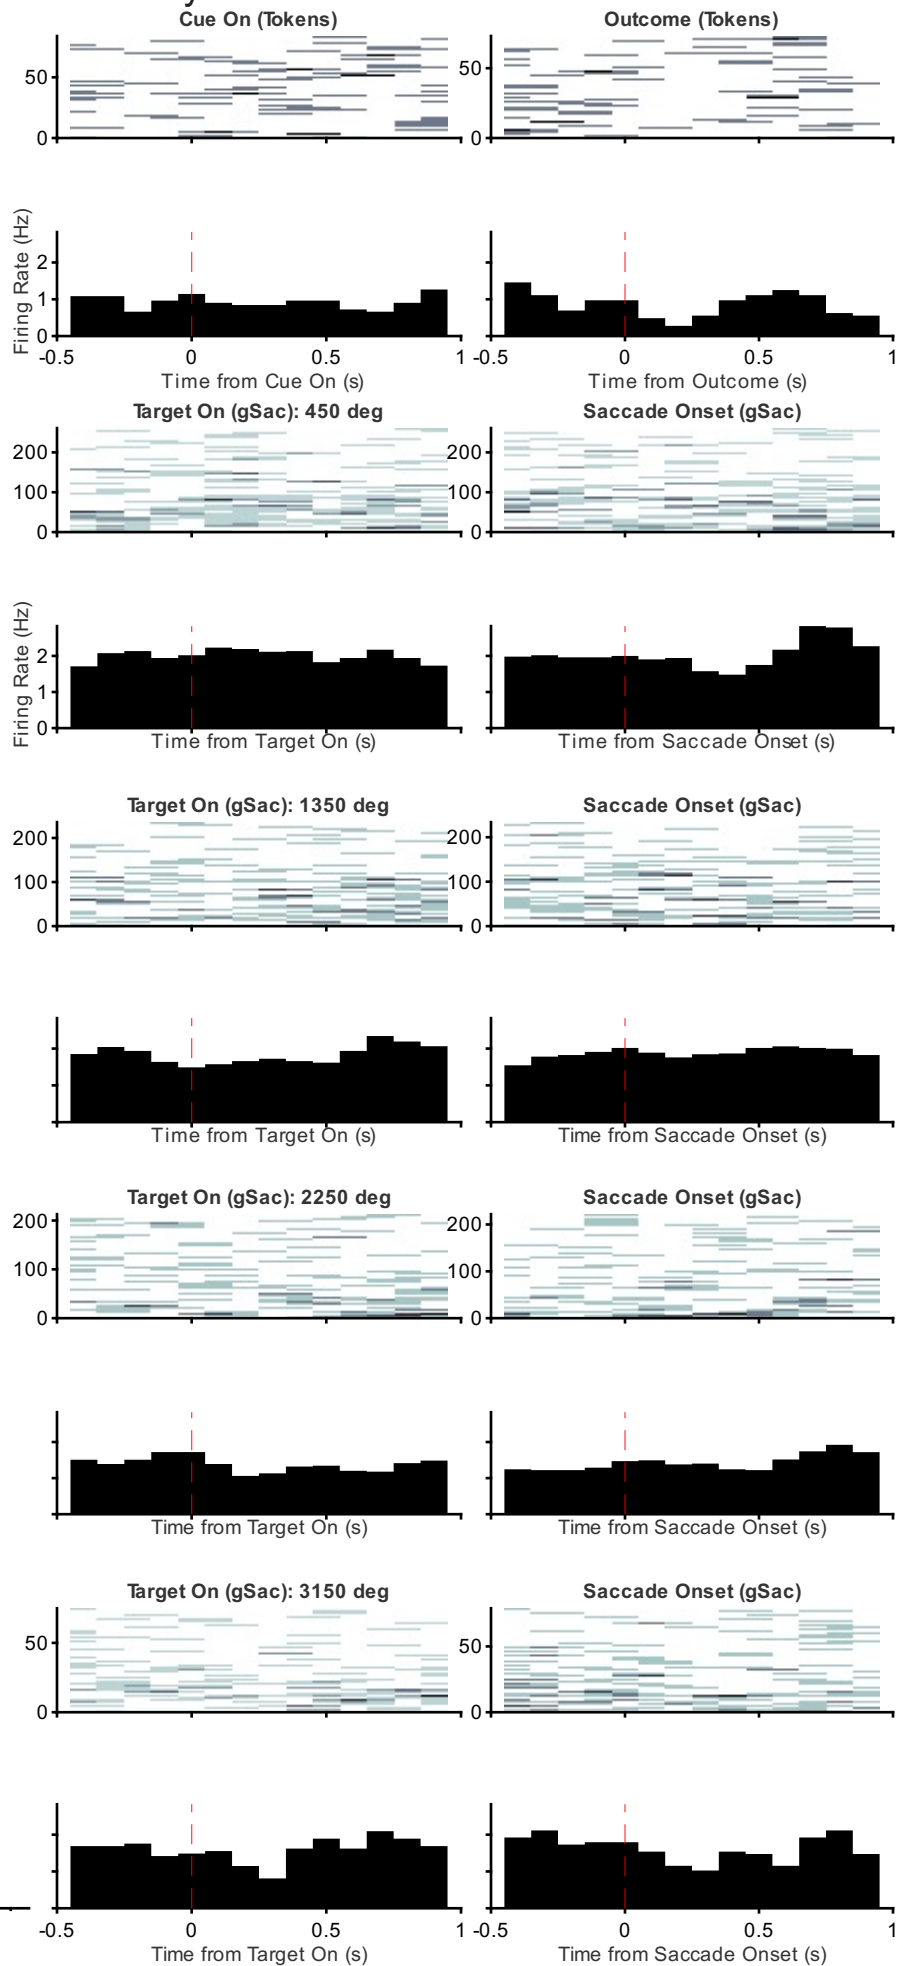 Cue On (Tokens) Outcome (Tokens)
50 50
0 0
Firing Rate (Hz)
2
1
0
-0.5 0 0.5 1 -0.5 0 0.5 1
Time from Cue On (s) Time from Outcome (s)
Target On (gSac): 450 deg Saccade Onset (gSac)
200 200
100 100
0 0
Firing Rate (Hz)
2
1
0
Time from Target On (s) Time from Saccade Onset (s)
Target On (gSac): 1350 deg Saccade Onset (gSac)
200 200
100 100
0 0
Time from Target On (s) Time from Saccade Onset (s)
Target On (gSac): 2250 deg Saccade Onset (gSac)
200 200
100 100
0 0
Time from Target On (s) Time from Saccade Onset (s)
Target On (gSac): 3150 deg Saccade Onset (gSac)
50 50
0 0
-0.5 0 0.5 1 -0.5 0 0.5 1
Time from Target On (s) Time from Saccade Onset (s)